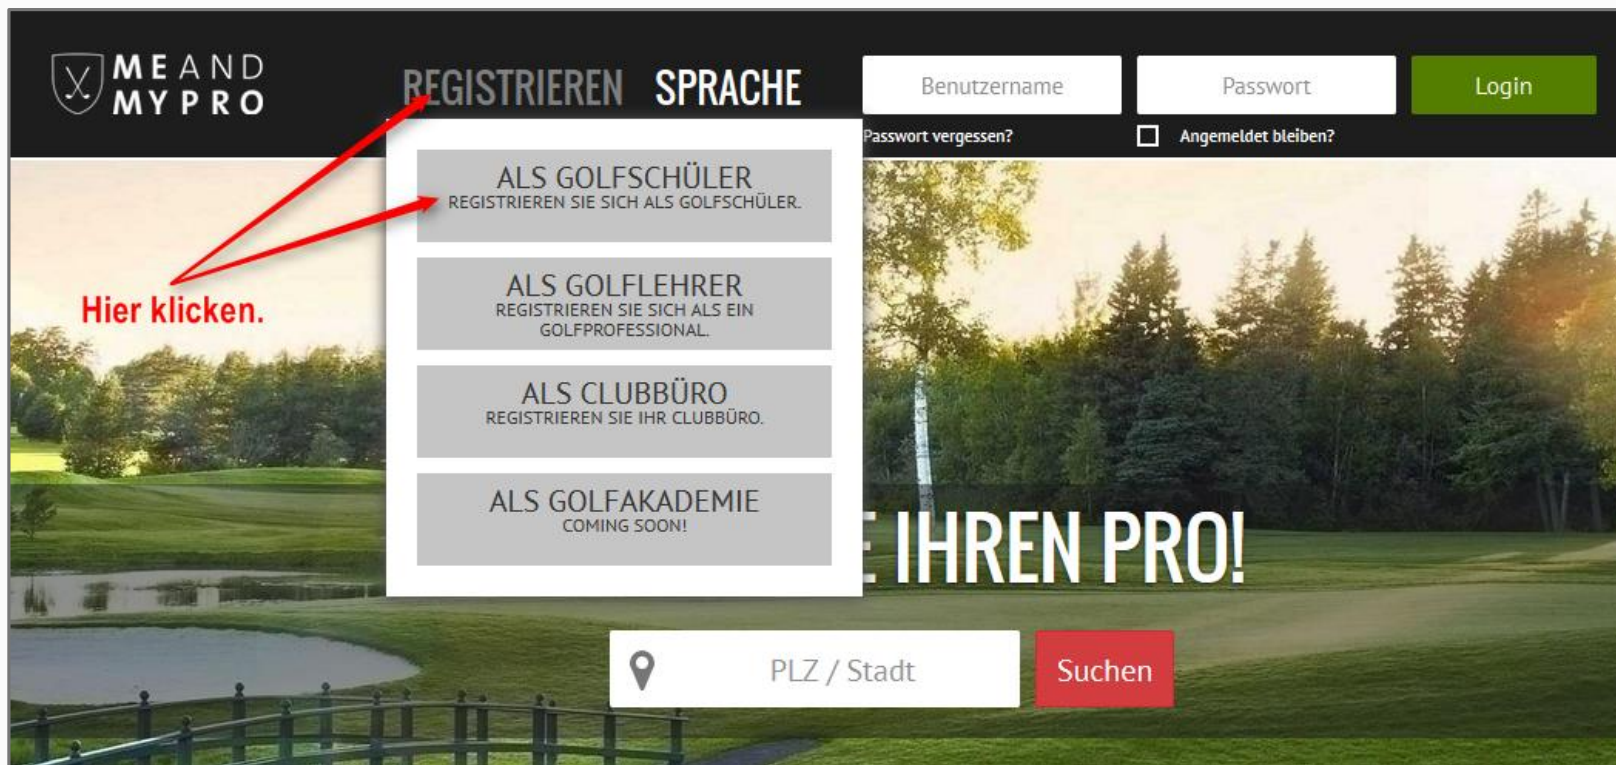 ME AND
MY PRO
REGISTRIEREN SPRACHE
Benutzername
Passwort
Login
Passwort vergessen?
Angemeldet bleiben?
ALS GOLFSCHÜLER
REGISTRIEREN SIE SICH ALS GOLFSCHÜLER.
ALS GOLFLEHRER
REGISTRIEREN SIE SICH ALS EIN
GOLFPROFESSIONAL.
ALS CLUBBÜRO
REGISTRIEREN SIE IHR CLUBBÜRO.
ALS GOLFAKADEMIE
COMING SOON!
Hier klicken.
IHREN PRO!
PLZ / Stadt
Suchen